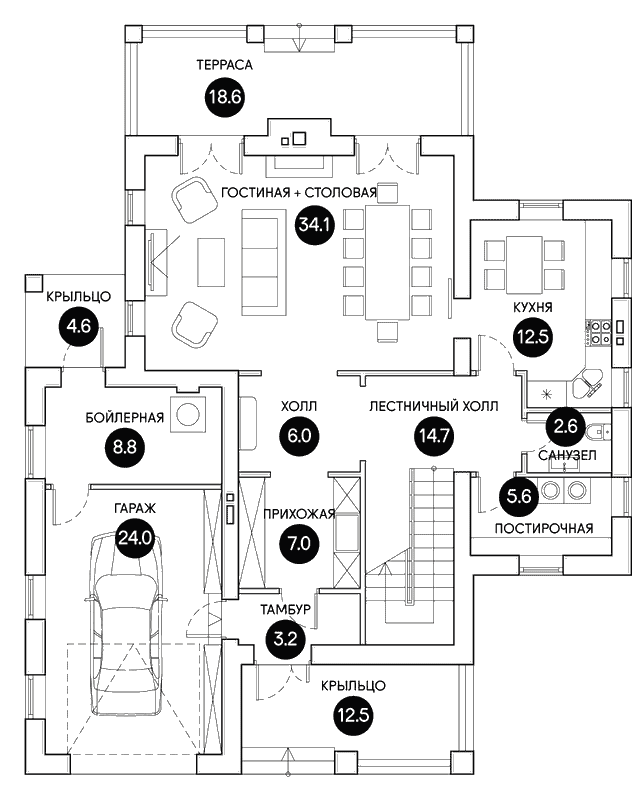 ТЕРРАСА
18.6
ГОСТИНАЯ + СТОЛОВАЯ
34.1
КРЫЛЬЦО
4.6
КУХНЯ
12.5
БОЙЛЕРНАЯ
8.8
ХОЛЛ
6.0
ЛЕСТНИЧНЫЙ ХОЛЛ
14.7
2.6
САНУЗЕЛ
5.6
ПОСТИРОЧНАЯ
ГАРАЖ
24.0
ПРИХОЖАЯ
7.0
ТАМБУР
3.2
КРЫЛЬЦО
12.5